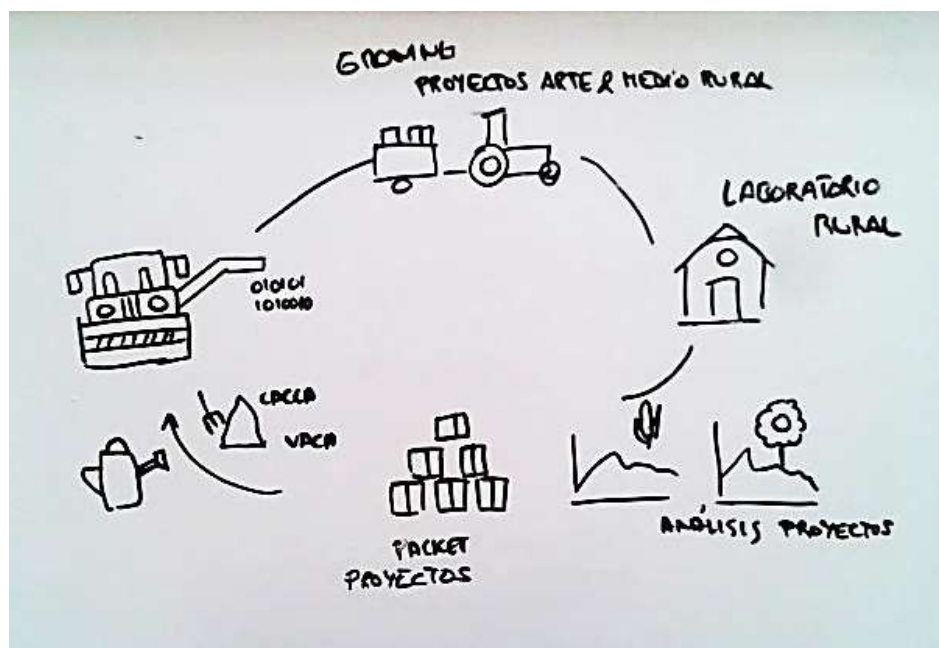 GROWING
PROYECTOS ARTE & MEDIO RURAL
LABORATORIO
RURAL
010101
1010010
CACCA
VACA
ANÁLISIS PROYECTOS
PACKET
PROYECTOS